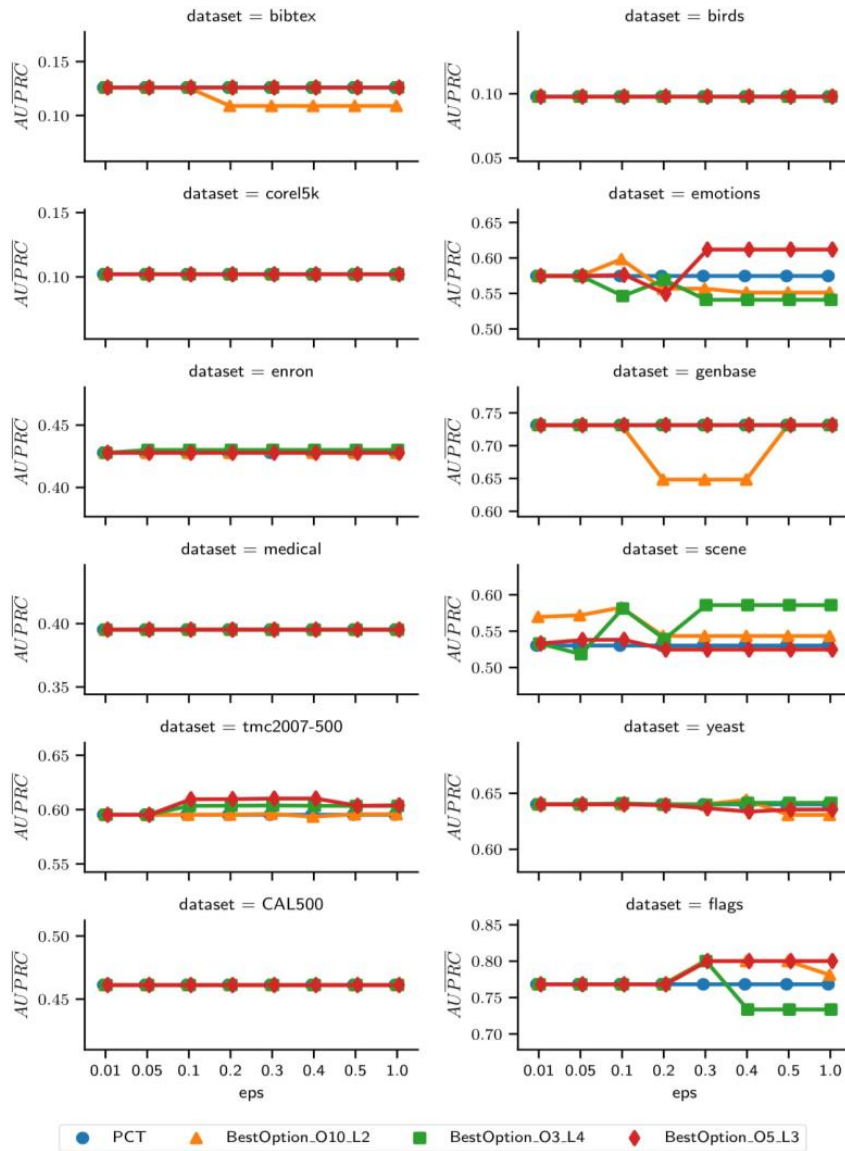 dataset = bibtex
dataset = birds
0.15
0.10
AUPRC
0.10
0.05
AUPRC
dataset = corel5k
dataset = emotions
0.15
0.10
AUPRC
0.65
0.60
0.55
0.50
AUPRC
dataset = enron
dataset = genbase
0.45
0.40
AUPRC
0.75
0.70
0.65
0.60
AUPRC
dataset = medical
dataset = scene
0.40
0.35
AUPRC
0.60
0.55
0.50
AUPRC
dataset = tmc2007-500
dataset = yeast
0.65
0.60
0.55
AUPRC
0.65
0.60
AUPRC
dataset = CAL500
dataset = flags
0.50
0.45
AUPRC
0.85
0.80
0.75
0.70
AUPRC
0.01 0.05 0.1 0.2 0.3 0.4 0.5 1.0
eps
0.01 0.05 0.1 0.2 0.3 0.4 0.5 1.0
eps
PCT BestOption_O10_L2 BestOption_O3_L4 BestOption_O5_L3